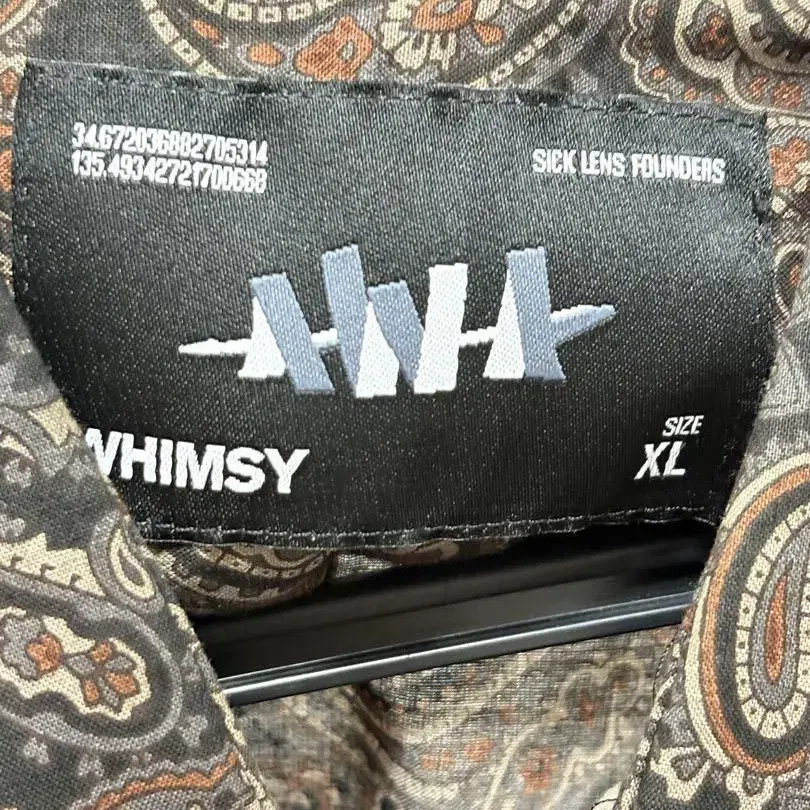 34.672036882705314
135.49342721700668
SICK LENS FOUNDERS
WHIMSY
SIZE
XL